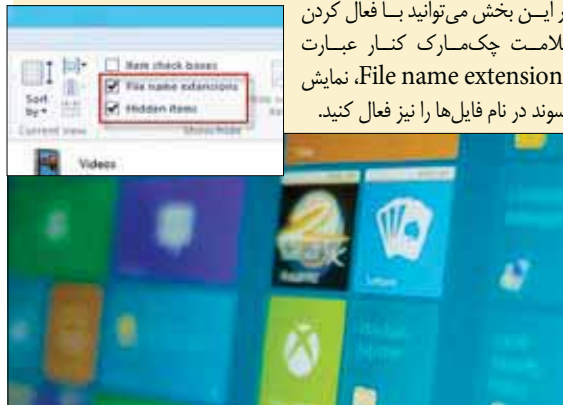 ر ایـن بخش می‌توانید بـا فعال کردن
لامـت چک‌مـارک کنـار عبـارت
File name extension، نمایش
سوند در نام فایل‌ها را نیز فعال کنید.
Item check boxes
File name extensions
Hidden items
Sort
by
Current view
Show/hide
Videos